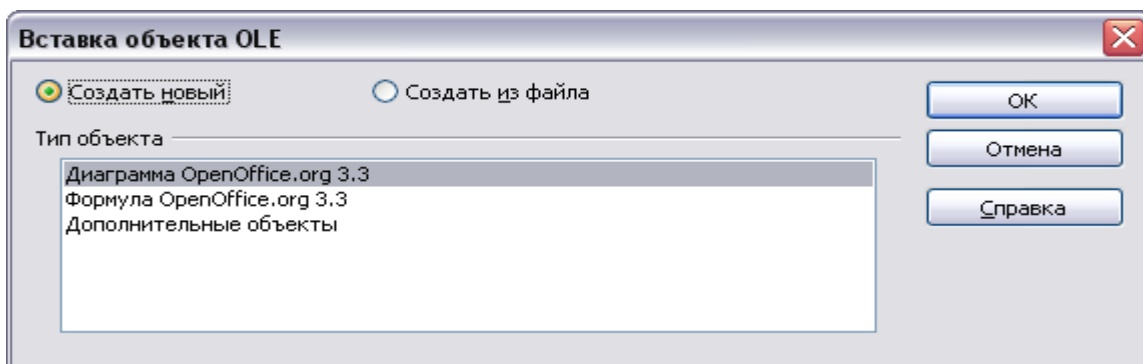 Вставка объекта OLE
Создать новый Создать из файла
ОК
Тип объекта
Отмена
Диаграмма OpenOffice.org 3.3
Формула OpenOffice.org 3.3
Справка
Дополнительные объекты